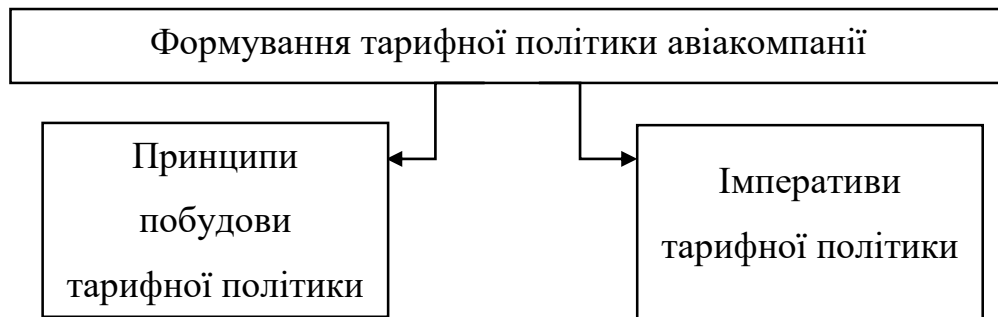 Формування тарифної політики авіакомпанії
Принципи
побудови
тарифної політики
Імперативи
тарифної політики